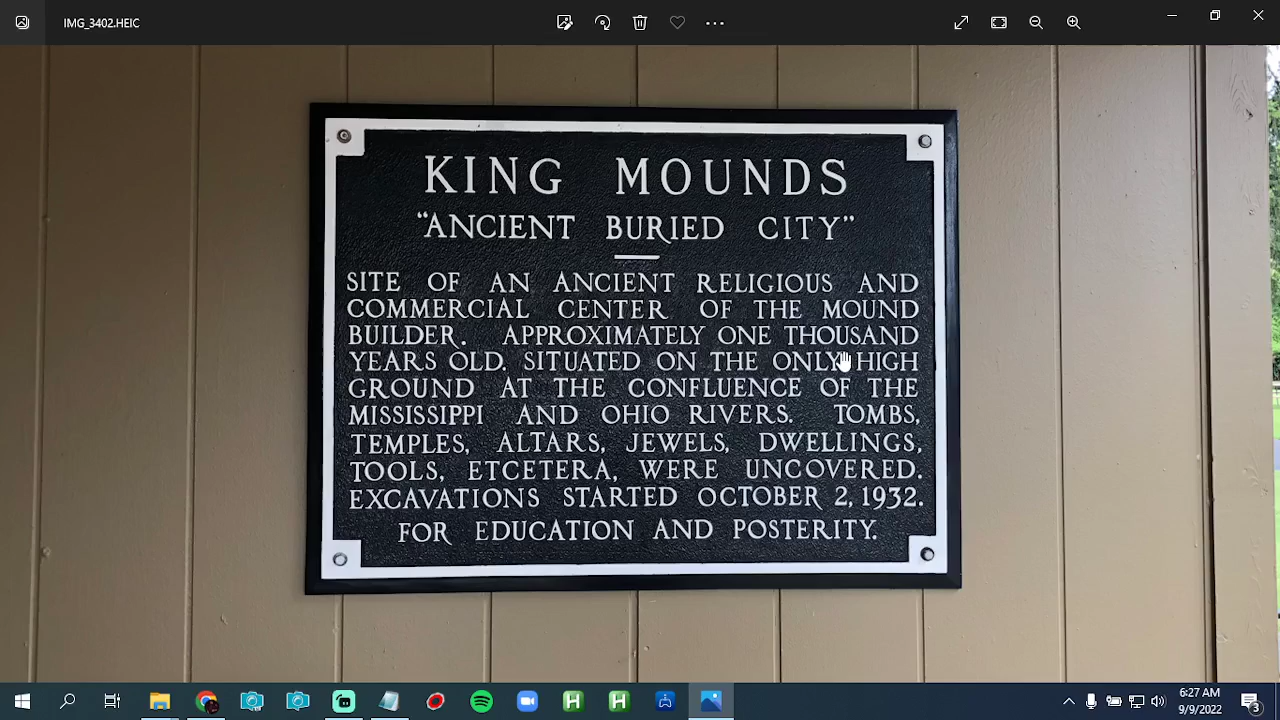 IMG_3402.HEIC
KING MOUNDS
“ANCIENT BURIED CITY”
SITE OF AN ANCIENT RELIGIOUS AND
COMMERCIAL CENTER OF THE MOUND
BUILDER. APPROXIMATELY ONE THOUSAND
YEARS OLD. SITUATED ON THE ONLY HIGH
GROUND AT THE CONFLUENCE OF THE
MISSISSIPPI AND OHIO RIVERS. TOMBS,
TEMPLES, ALTARS, JEWELS, DWELLINGS,
TOOLS, ETCETERA, WERE UNCOVERED.
EXCAVATIONS STARTED OCTOBER 2, 1932.
FOR EDUCATION AND POSTERITY.
H H
6:27 AM
9/9/2022
3